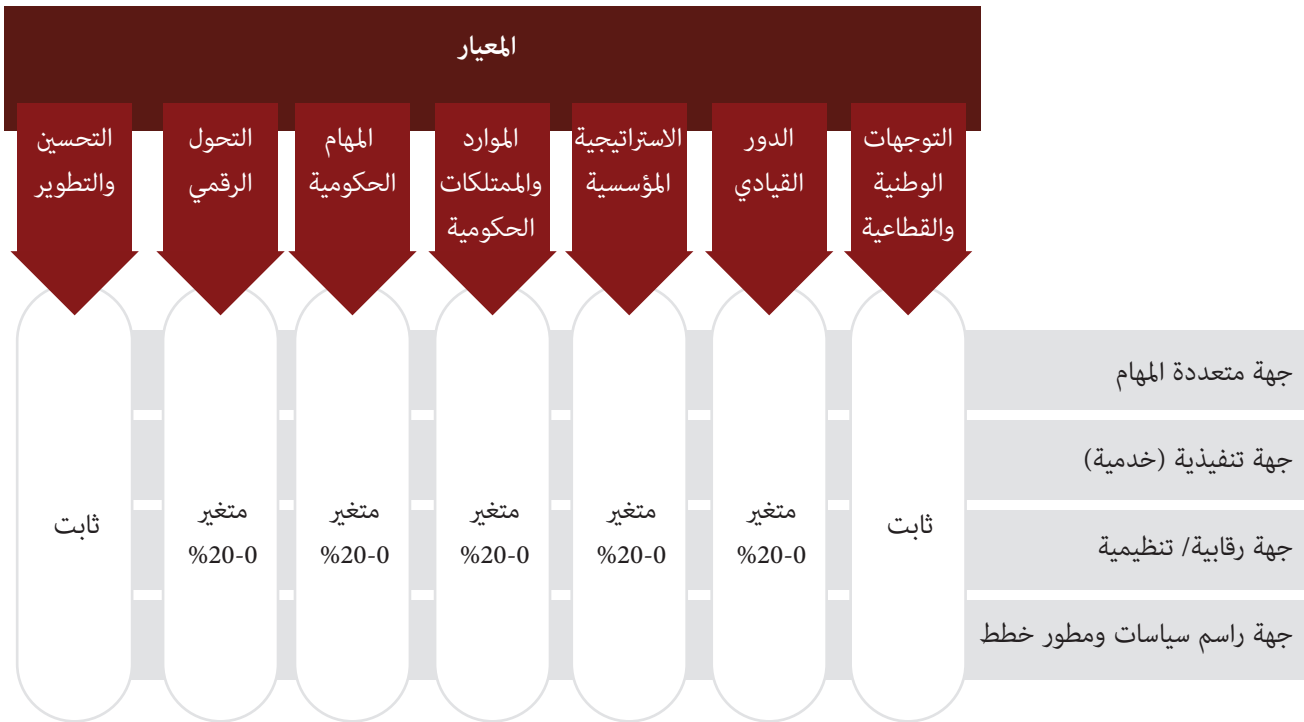 المعيار
التوجهات
الوطنية
والقطاعية
الدور
القيادي
الاستراتيجية
المؤسسية
الموارد
والممتلكات
الحكومية
المهام
الحكومية
التحول
الرقمي
التحسين
والتطوير
جهة متعددة المهام
جهة تنفيذية (خدمية)
جهة رقابية/ تنظيمية
جهة راسم سياسات ومطور خطط
ثابت
متغير
%20-0
متغير
%20-0
متغير
%20-0
متغير
%20-0
متغير
%20-0
ثابت